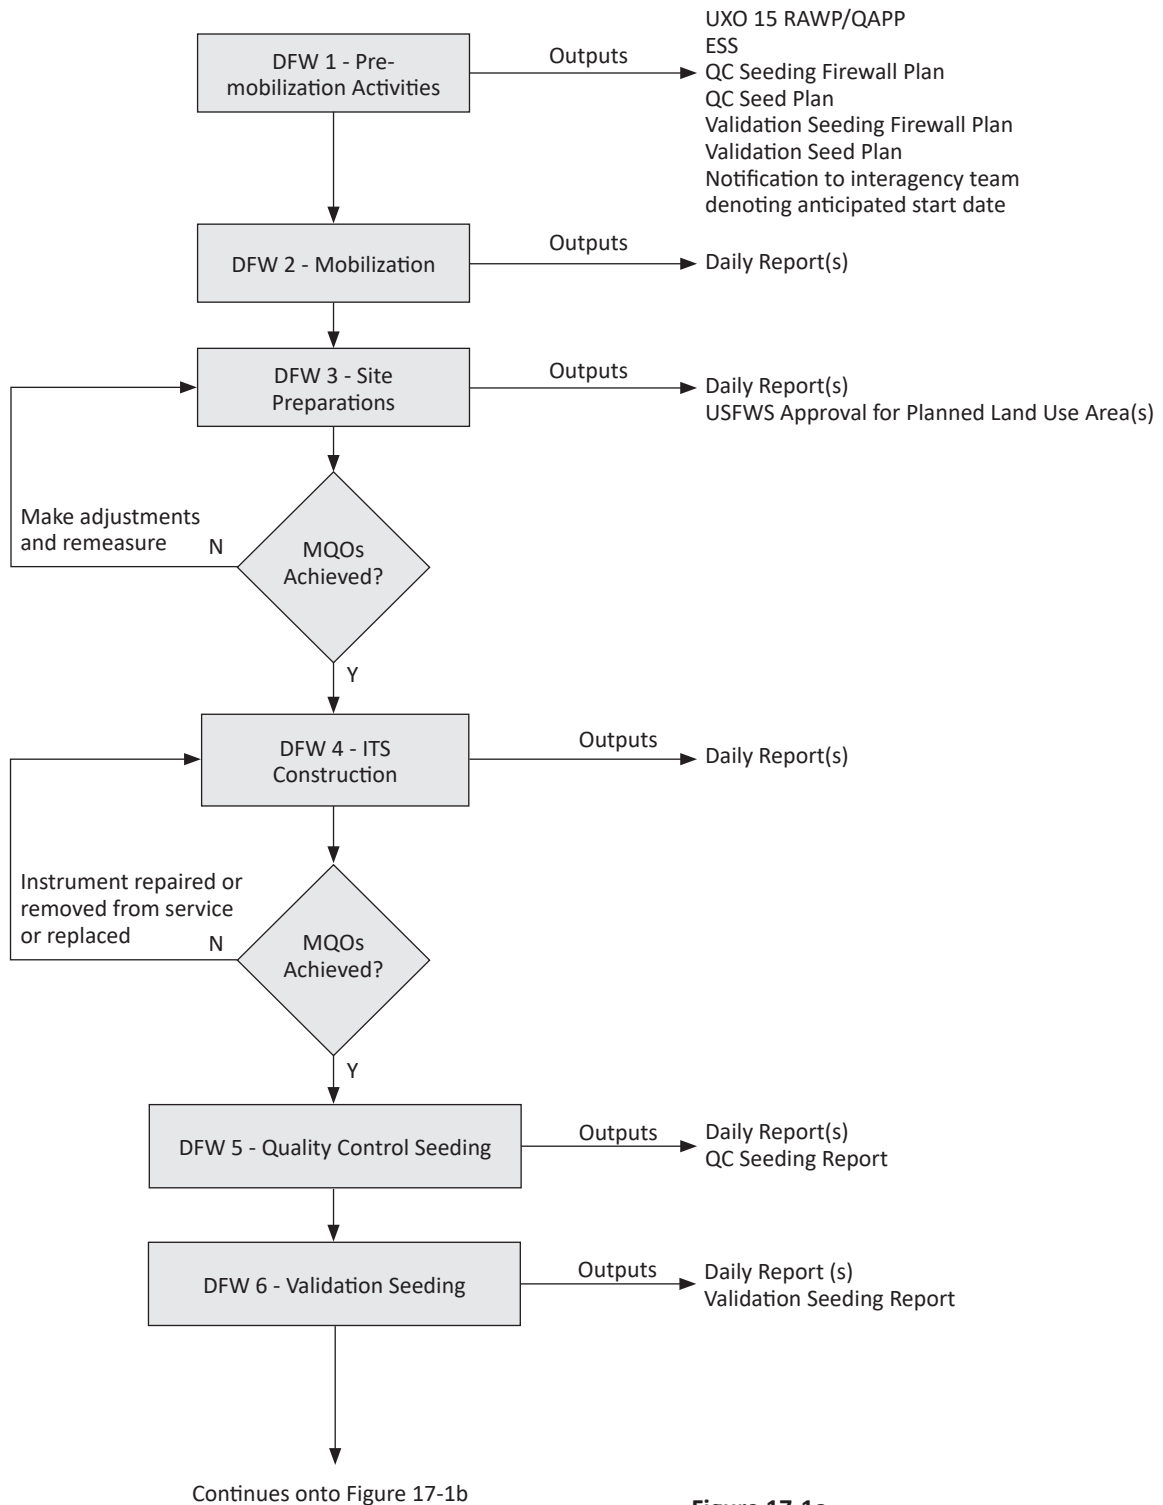 DFW 1 - Pre-
mobilization Activities
Outputs
UXO 15 RAWP/QAPP
ESS
QC Seeding Firewall Plan
QC Seed Plan
Validation Seeding Firewall Plan
Validation Seed Plan
Notification to interagency team
denoting anticipated start date
DFW 2 - Mobilization
Outputs
Daily Report(s)
DFW 3 - Site
Preparations
Outputs
Daily Report(s)
USFWS Approval for Planned Land Use Area(s)
MQOs
Achieved?
Make adjustments
and remeasure
N
Y
DFW 4 - ITS
Construction
Outputs
Daily Report(s)
MQOs
Achieved?
Instrument repaired or
removed from service
or replaced
N
Y
DFW 5 - Quality Control Seeding
Outputs
Daily Report(s)
QC Seeding Report
DFW 6 - Validation Seeding
Outputs
Daily Report (s)
Validation Seeding Report
Continues onto Figure 17-1b